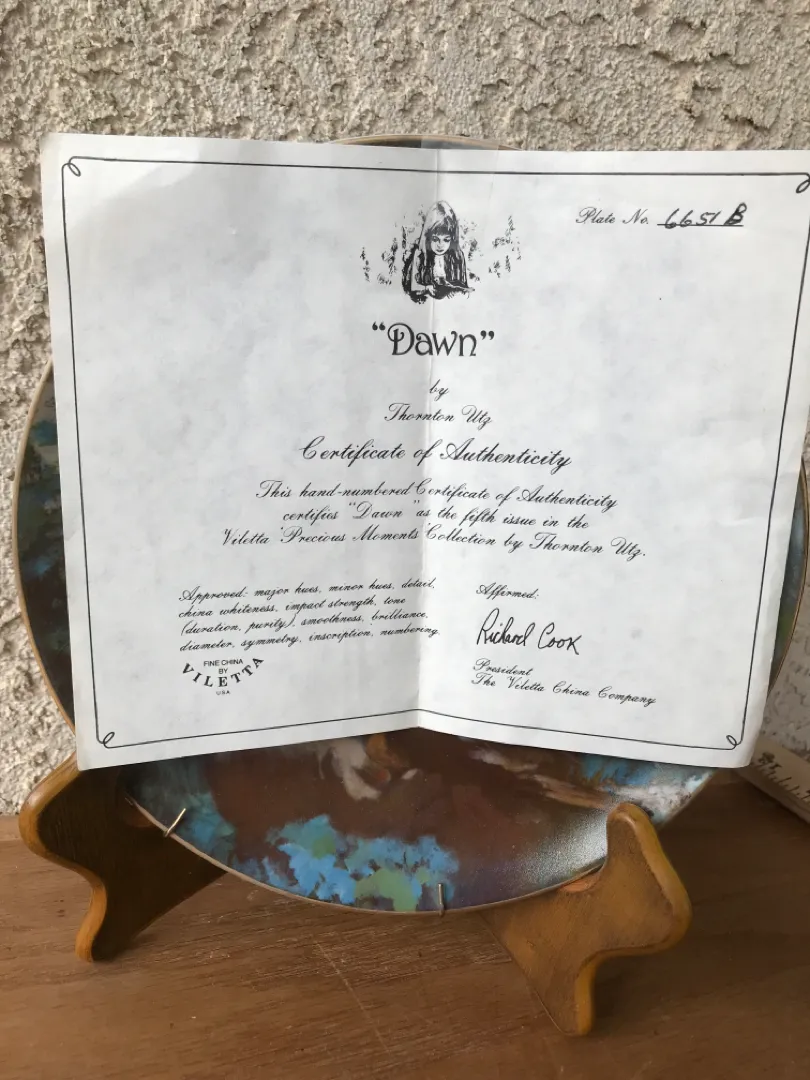 Plate No. 6651 B
“Dawn”
by
Thornton Utz
Certificate of Authenticity
This hand-numbered Certificate of Authenticity
certifies "Dawn" as the fifth issue in the
Viletta 'Precious Moments' Collection by Thornton Utz.
Approved: major hues, minor hues, detail,
china whiteness, impact strength, tone
(duration, purity), smoothness, brilliance,
diameter, symmetry, inscription, numbering.
FINE CHINA
BY
VILETTA
USA
Affirmed:
Richard Cook
President
The Viletta China Company